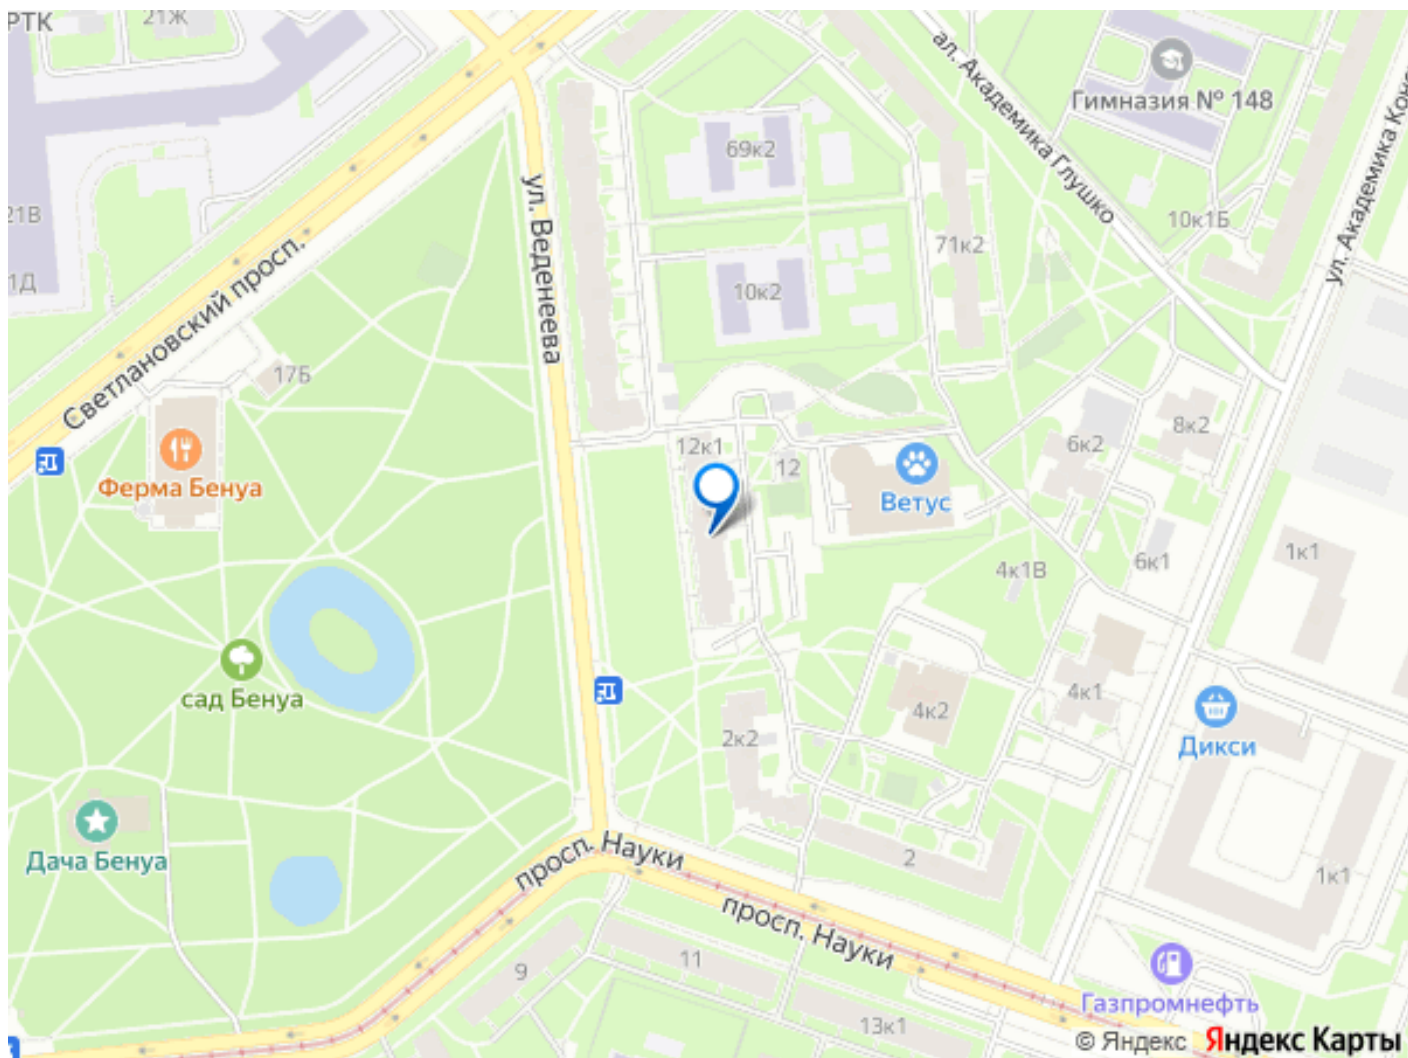 РТК
21Ж
ал. Академика Глушко
Гимназия № 148
69к2
21В
ул. Веденеева
10к1Б
ул. Академика Конс
71к2
1Д
10к2
Светлановский просп.
17Б
12к1
12
6к2
8к2
Ферма Бенуа
Ветус
4к1В
6к1
1к1
сад Бенуа
4к2
4к1
2к2
Дикси
Дача Бенуа
просп. Науки
2
1к1
просп. Науки
9
11
Газпромнефть
13к1
© Яндекс Яндекс Карты